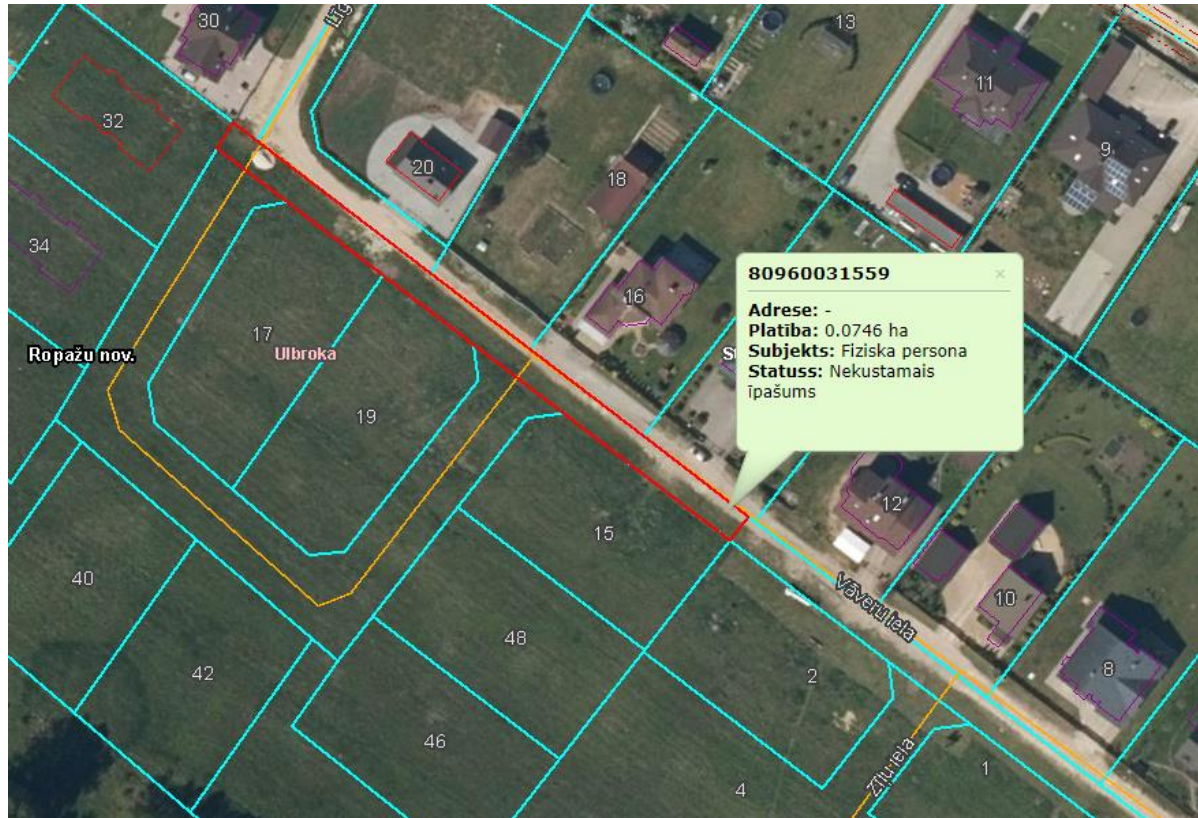 30
13
11
32
9
20
18
34
16
80960031559
×
Adrese: -
Platība: 0.0746 ha
Subjekts: Fiziska persona
Statuss: Nekustamais
īpašums
17
Ropažu nov.
Ulbroka
19
12
15
Vāveru iela
10
40
48
8
42
2
46
Zīļu iela
1
4